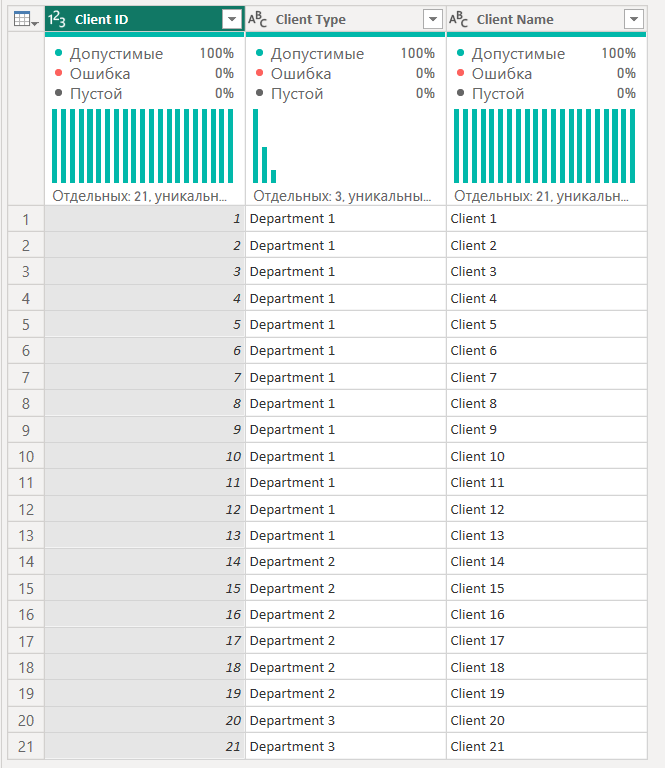 1²3 Client ID ABC Client Type ABC Client Name
Допустимые 100% Допустимые 100% Допустимые 100%
Ошибка 0% Ошибка 0% Ошибка 0%
Пустой 0% Пустой 0% Пустой 0%
Отдельных: 21, уникальн... Отдельных: 3, уникальны... Отдельных: 21, уникальн...
1 1 Department 1 Client 1
2 2 Department 1 Client 2
3 3 Department 1 Client 3
4 4 Department 1 Client 4
5 5 Department 1 Client 5
6 6 Department 1 Client 6
7 7 Department 1 Client 7
8 8 Department 1 Client 8
9 9 Department 1 Client 9
10 10 Department 1 Client 10
11 11 Department 1 Client 11
12 12 Department 1 Client 12
13 13 Department 1 Client 13
14 14 Department 2 Client 14
15 15 Department 2 Client 15
16 16 Department 2 Client 16
17 17 Department 2 Client 17
18 18 Department 2 Client 18
19 19 Department 2 Client 19
20 20 Department 3 Client 20
21 21 Department 3 Client 21